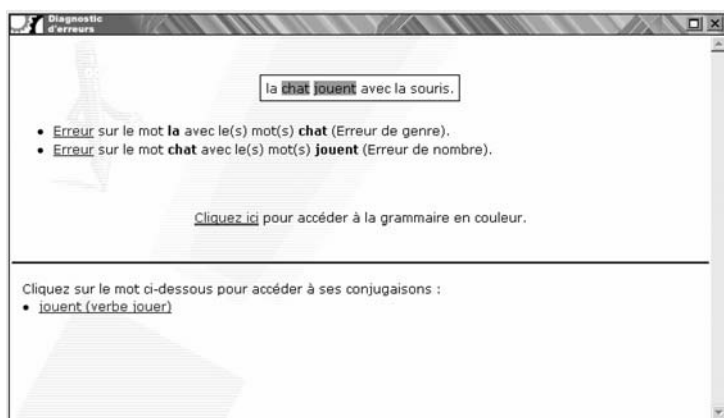 Diagnostic
d'erreurs
la chat jouent avec la souris.
• Erreur sur le mot la avec le(s) mot(s) chat (Erreur de genre).
• Erreur sur le mot chat avec le(s) mot(s) jouent (Erreur de nombre).
Cliquez ici pour accéder à la grammaire en couleur.
Cliquez sur le mot ci-dessous pour accéder à ses conjugaisons :
• jouent (verbe jouer)